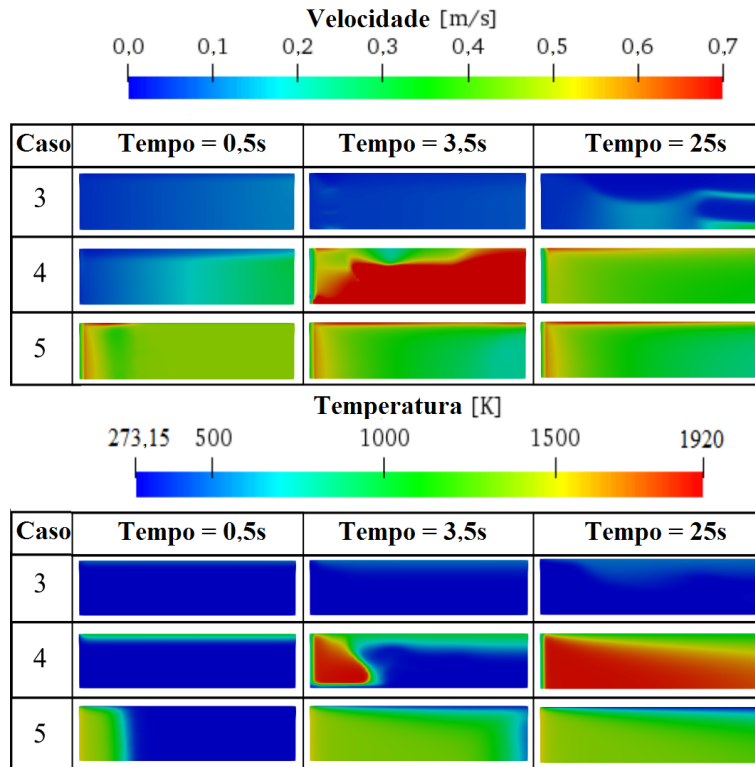 Velocidade [m/s]
0,0 0,1 0,2 0,3 0,4 0,5 0,6 0,7
Caso Tempo = 0,5s Tempo = 3,5s Tempo = 25s
3
4
5
Temperatura [K]
273,15 500 1000 1500 1920
Caso Tempo = 0,5s Tempo = 3,5s Tempo = 25s
3
4
5